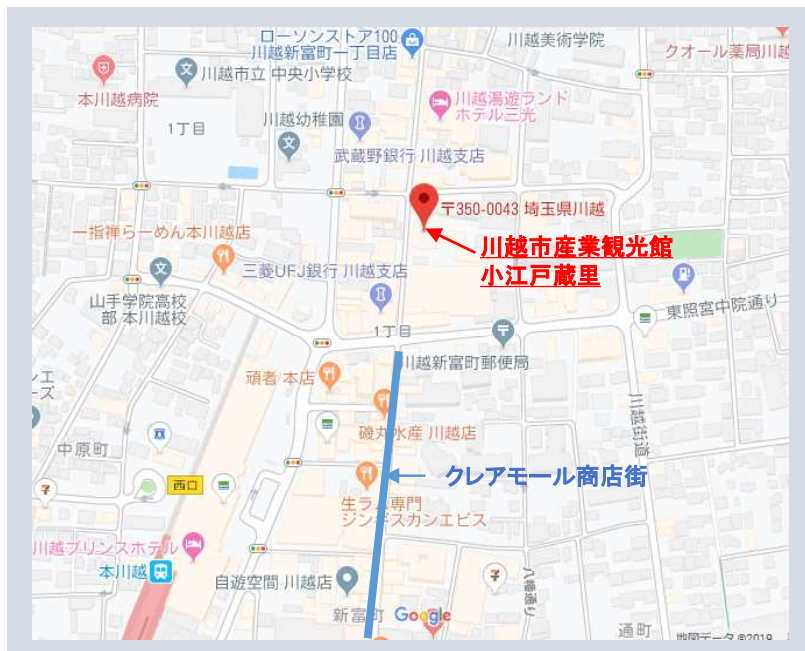 ローソンストア100
川越新富町一丁目店
川越美術学院
クオール薬局川越
川越市立 中央小学校
本川越病院
川越湯遊ランド
ホテル三光
1丁目
川越幼稚園
武蔵野銀行 川越支店
〒350-0043 埼玉県川越
一指禅らーめん本川越店
川越市産業観光館
小江戸蔵里
三菱UFJ銀行 川越支店
山手学院高校
部 本川越校
東照宮中院通り
1丁目
川越新富町郵便局
頑者 本店
川越街道
磯丸水産 川越店
中原町
クレアモール商店街
西口
生ラム専門
ジンギスカンエビス
川越プリンスホテル
本川越
自遊空間 川越店
八幡通り
新富町
Google
通町
地図データ ©2019